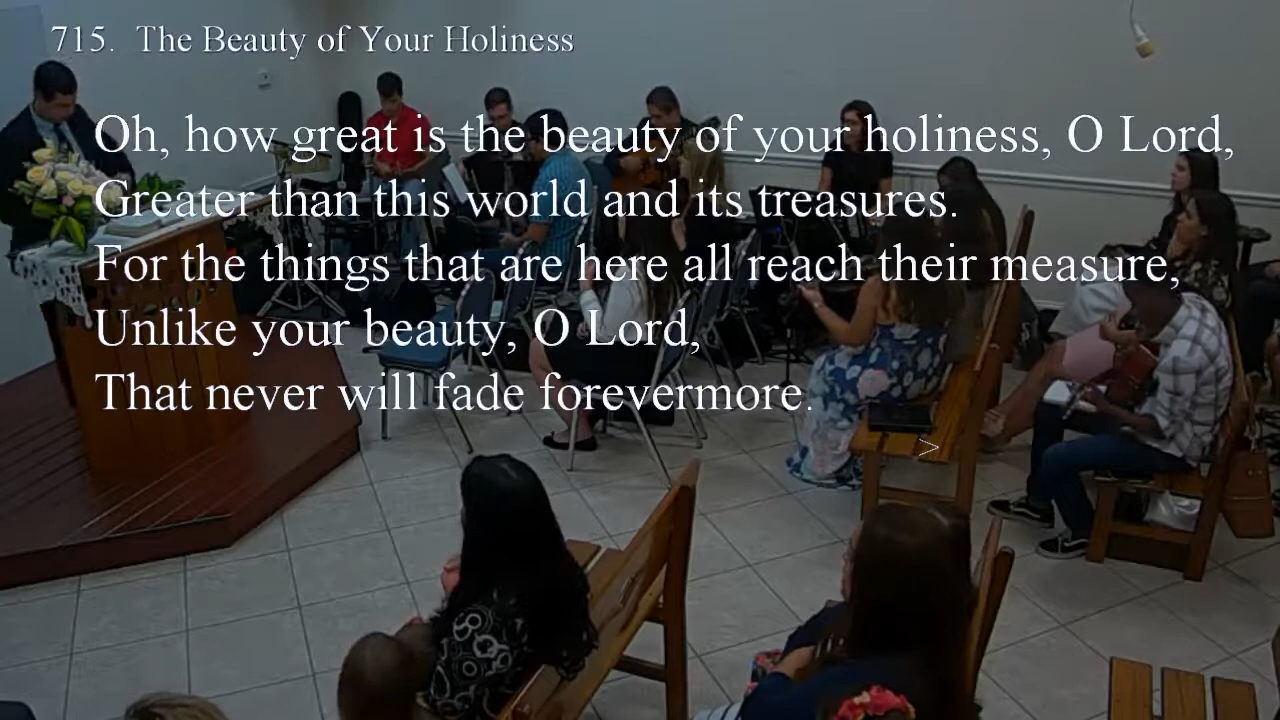 715. The Beauty of Your Holiness
Oh, how great is the beauty of your holiness, O Lord,
Greater than this world and its treasures.
For the things that are here all reach their measure,
Unlike your beauty, O Lord,
That never will fade forevermore.
>